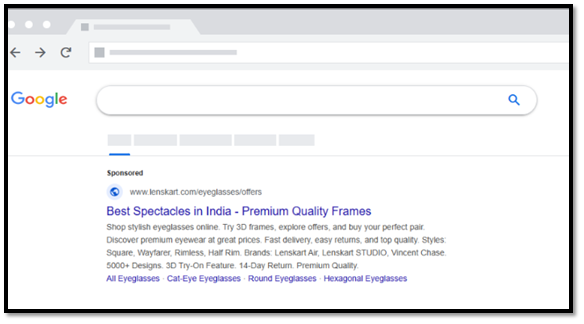 Google
Sponsored
www.lenskart.com/eyeglasses/offers
Best Spectacles in India - Premium Quality Frames
Shop stylish eyeglasses online. Try 3D frames, explore offers, and buy your perfect pair.
Discover premium eyewear at great prices. Fast delivery, easy returns, and top quality. Styles:
Square, Wayfarer, Rimless, Half Rim. Brands: Lenskart Air, Lenskart STUDIO, Vincent Chase.
5000+ Designs. 3D Try-On Feature. 14-Day Return. Premium Quality.
All Eyeglasses · Cat-Eye Eyeglasses · Round Eyeglasses · Hexagonal Eyeglasses